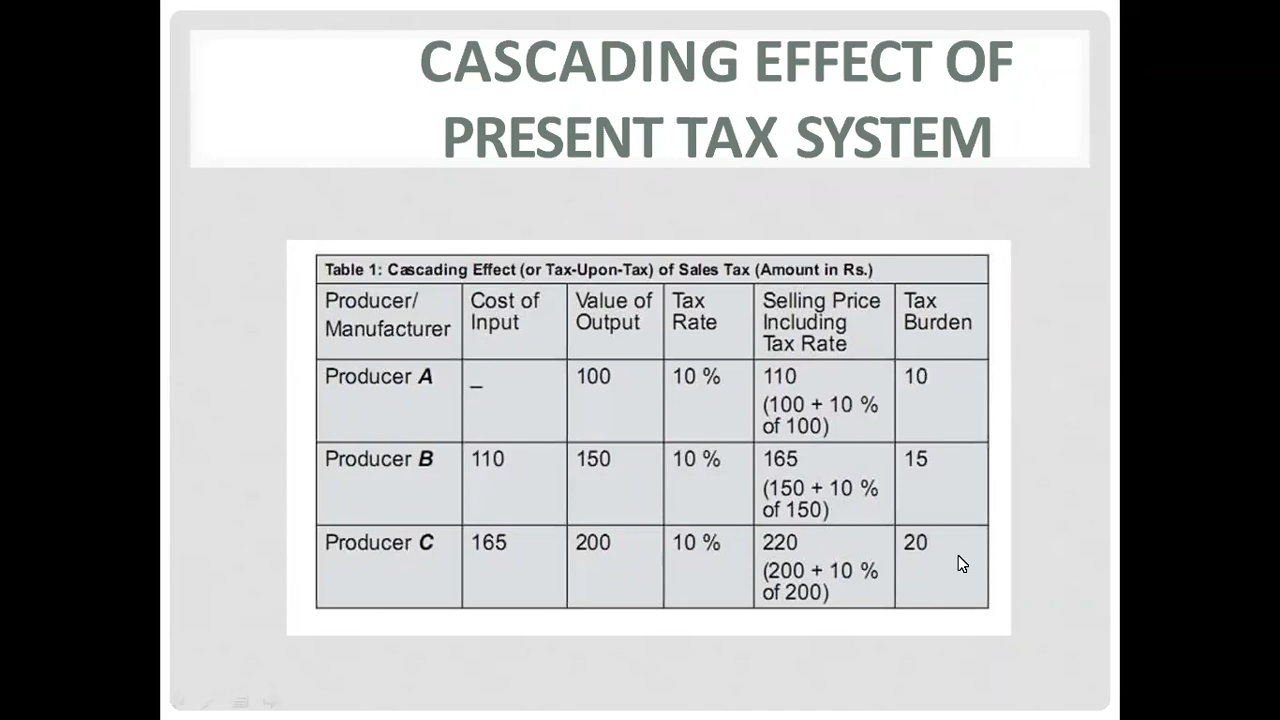 CASCADING EFFECT OF
PRESENT TAX SYSTEM
Table 1: Cascading Effect (or Tax-Upon-Tax) of Sales Tax (Amount in Rs.)
Producer/ Manufacturer
Cost of Input
Value of Output
Tax Rate
Selling Price Including Tax Rate
Tax Burden
Producer A _ 100 10 % 110 (100 + 10 % of 100) 10
Producer B 110 150 10 % 165 (150 + 10 % of 150) 15
Producer C 165 200 10 % 220 (200 + 10 % of 200) 20